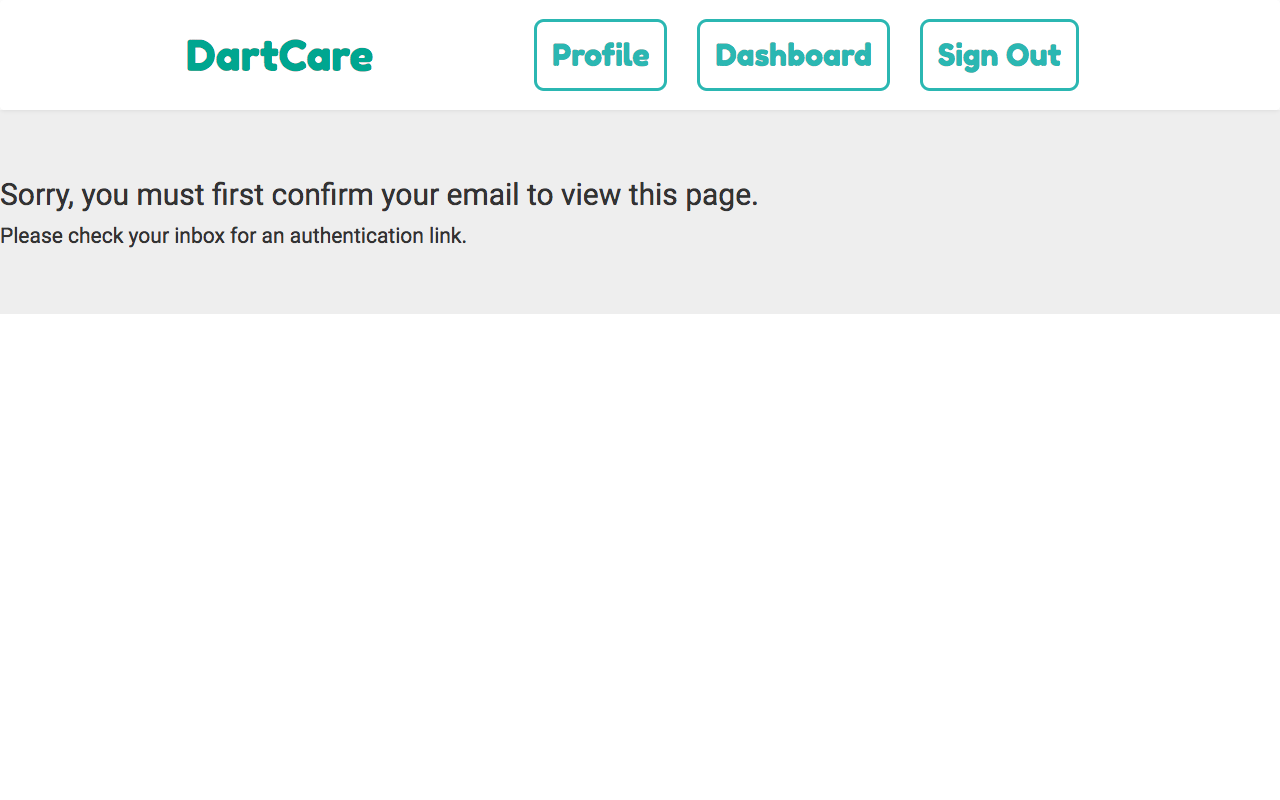 DartCare
Profile
Dashboard
Sign Out
Sorry, you must first confirm your email to view this page.
Please check your inbox for an authentication link.